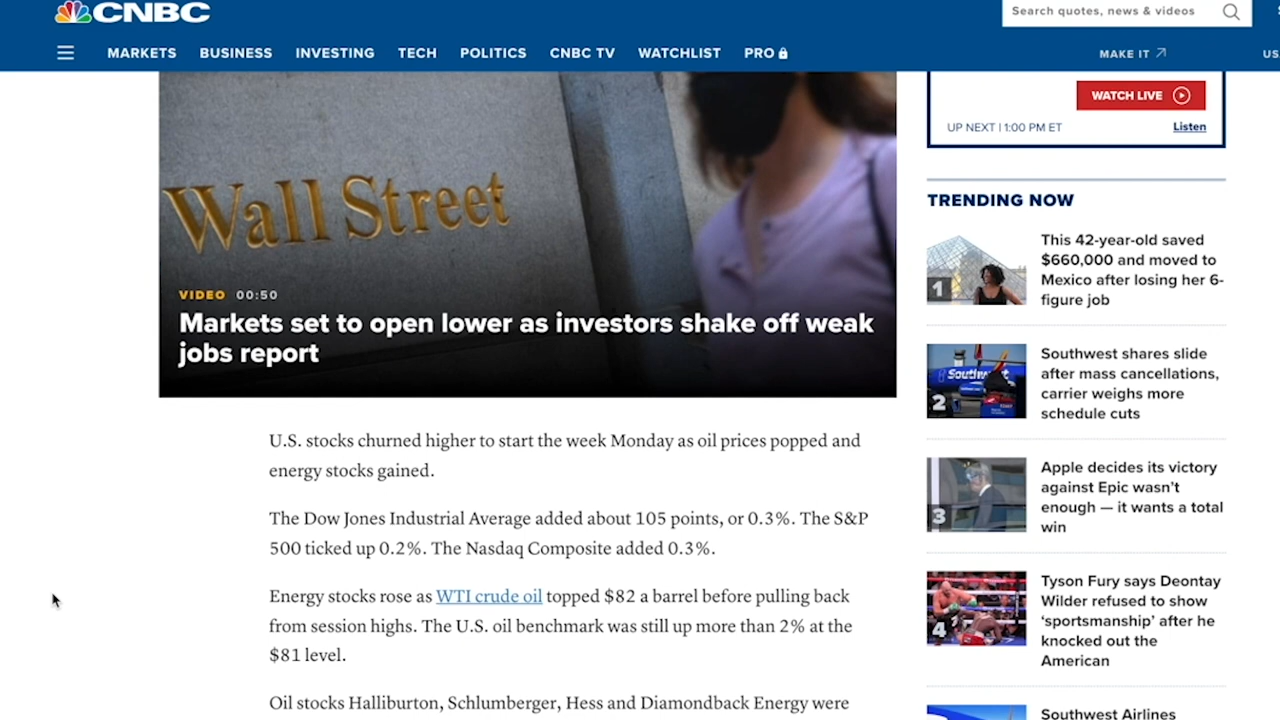 CNBC
Search quotes, news & videos
MARKETS BUSINESS INVESTING TECH POLITICS CNBC TV WATCHLIST PRO
MAKE IT
US
Wall Street
VIDEO 00:50
Markets set to open lower as investors shake off weak
jobs report
U.S. stocks churned higher to start the week Monday as oil prices popped and
energy stocks gained.
The Dow Jones Industrial Average added about 105 points, or 0.3%. The S&P
500 ticked up 0.2%. The Nasdaq Composite added 0.3%.
Energy stocks rose as WTI crude oil topped $82 a barrel before pulling back
from session highs. The U.S. oil benchmark was still up more than 2% at the
$81 level.
Oil stocks Halliburton, Schlumberger, Hess and Diamondback Energy were
WATCH LIVE
UP NEXT | 1:00 PM ET
Listen
TRENDING NOW
1
This 42-year-old saved
$660,000 and moved to
Mexico after losing her 6-
figure job
Southwest
2
Southwest shares slide
after mass cancellations,
carrier weighs more
schedule cuts
3
Apple decides its victory
against Epic wasn't
enough — it wants a total
win
4
Tyson Fury says Deontay
Wilder refused to show
‘sportsmanship’ after he
knocked out the
American
Southwest Airlines